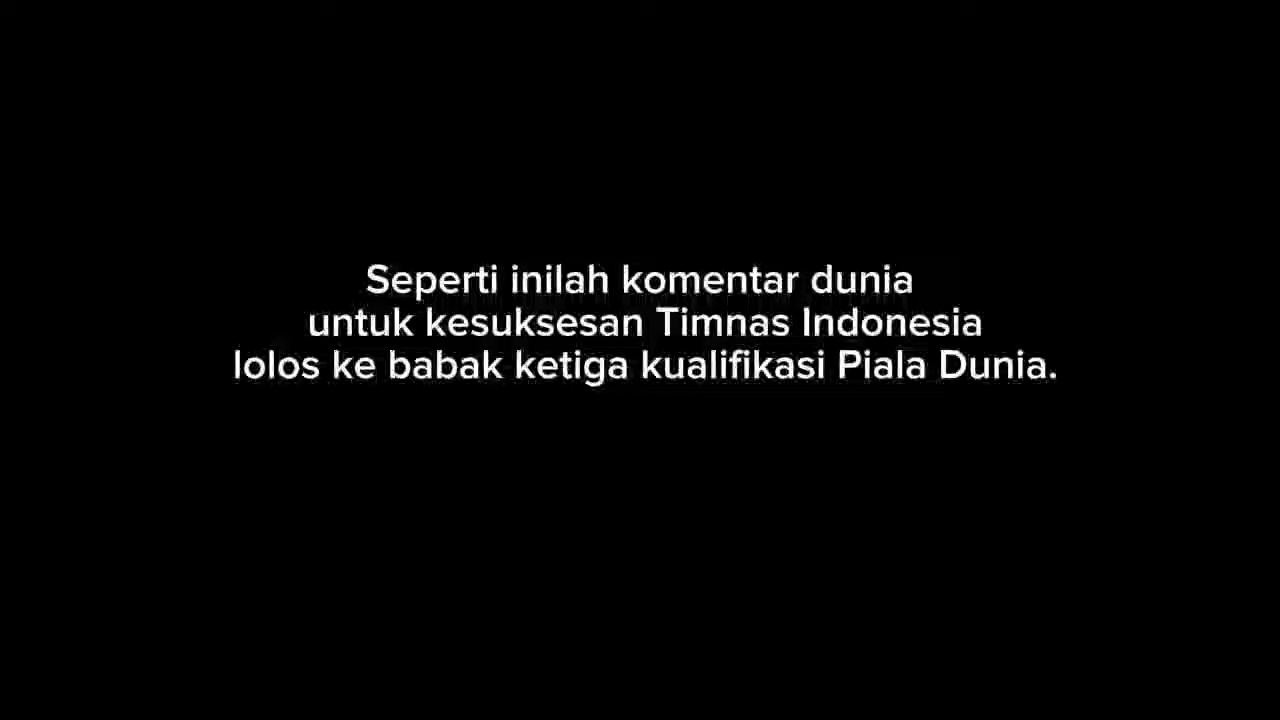 Seperti inilah komentar dunia
untuk kesuksesan Timnas Indonesia
lolos ke babak ketiga kualifikasi Piala Dunia.